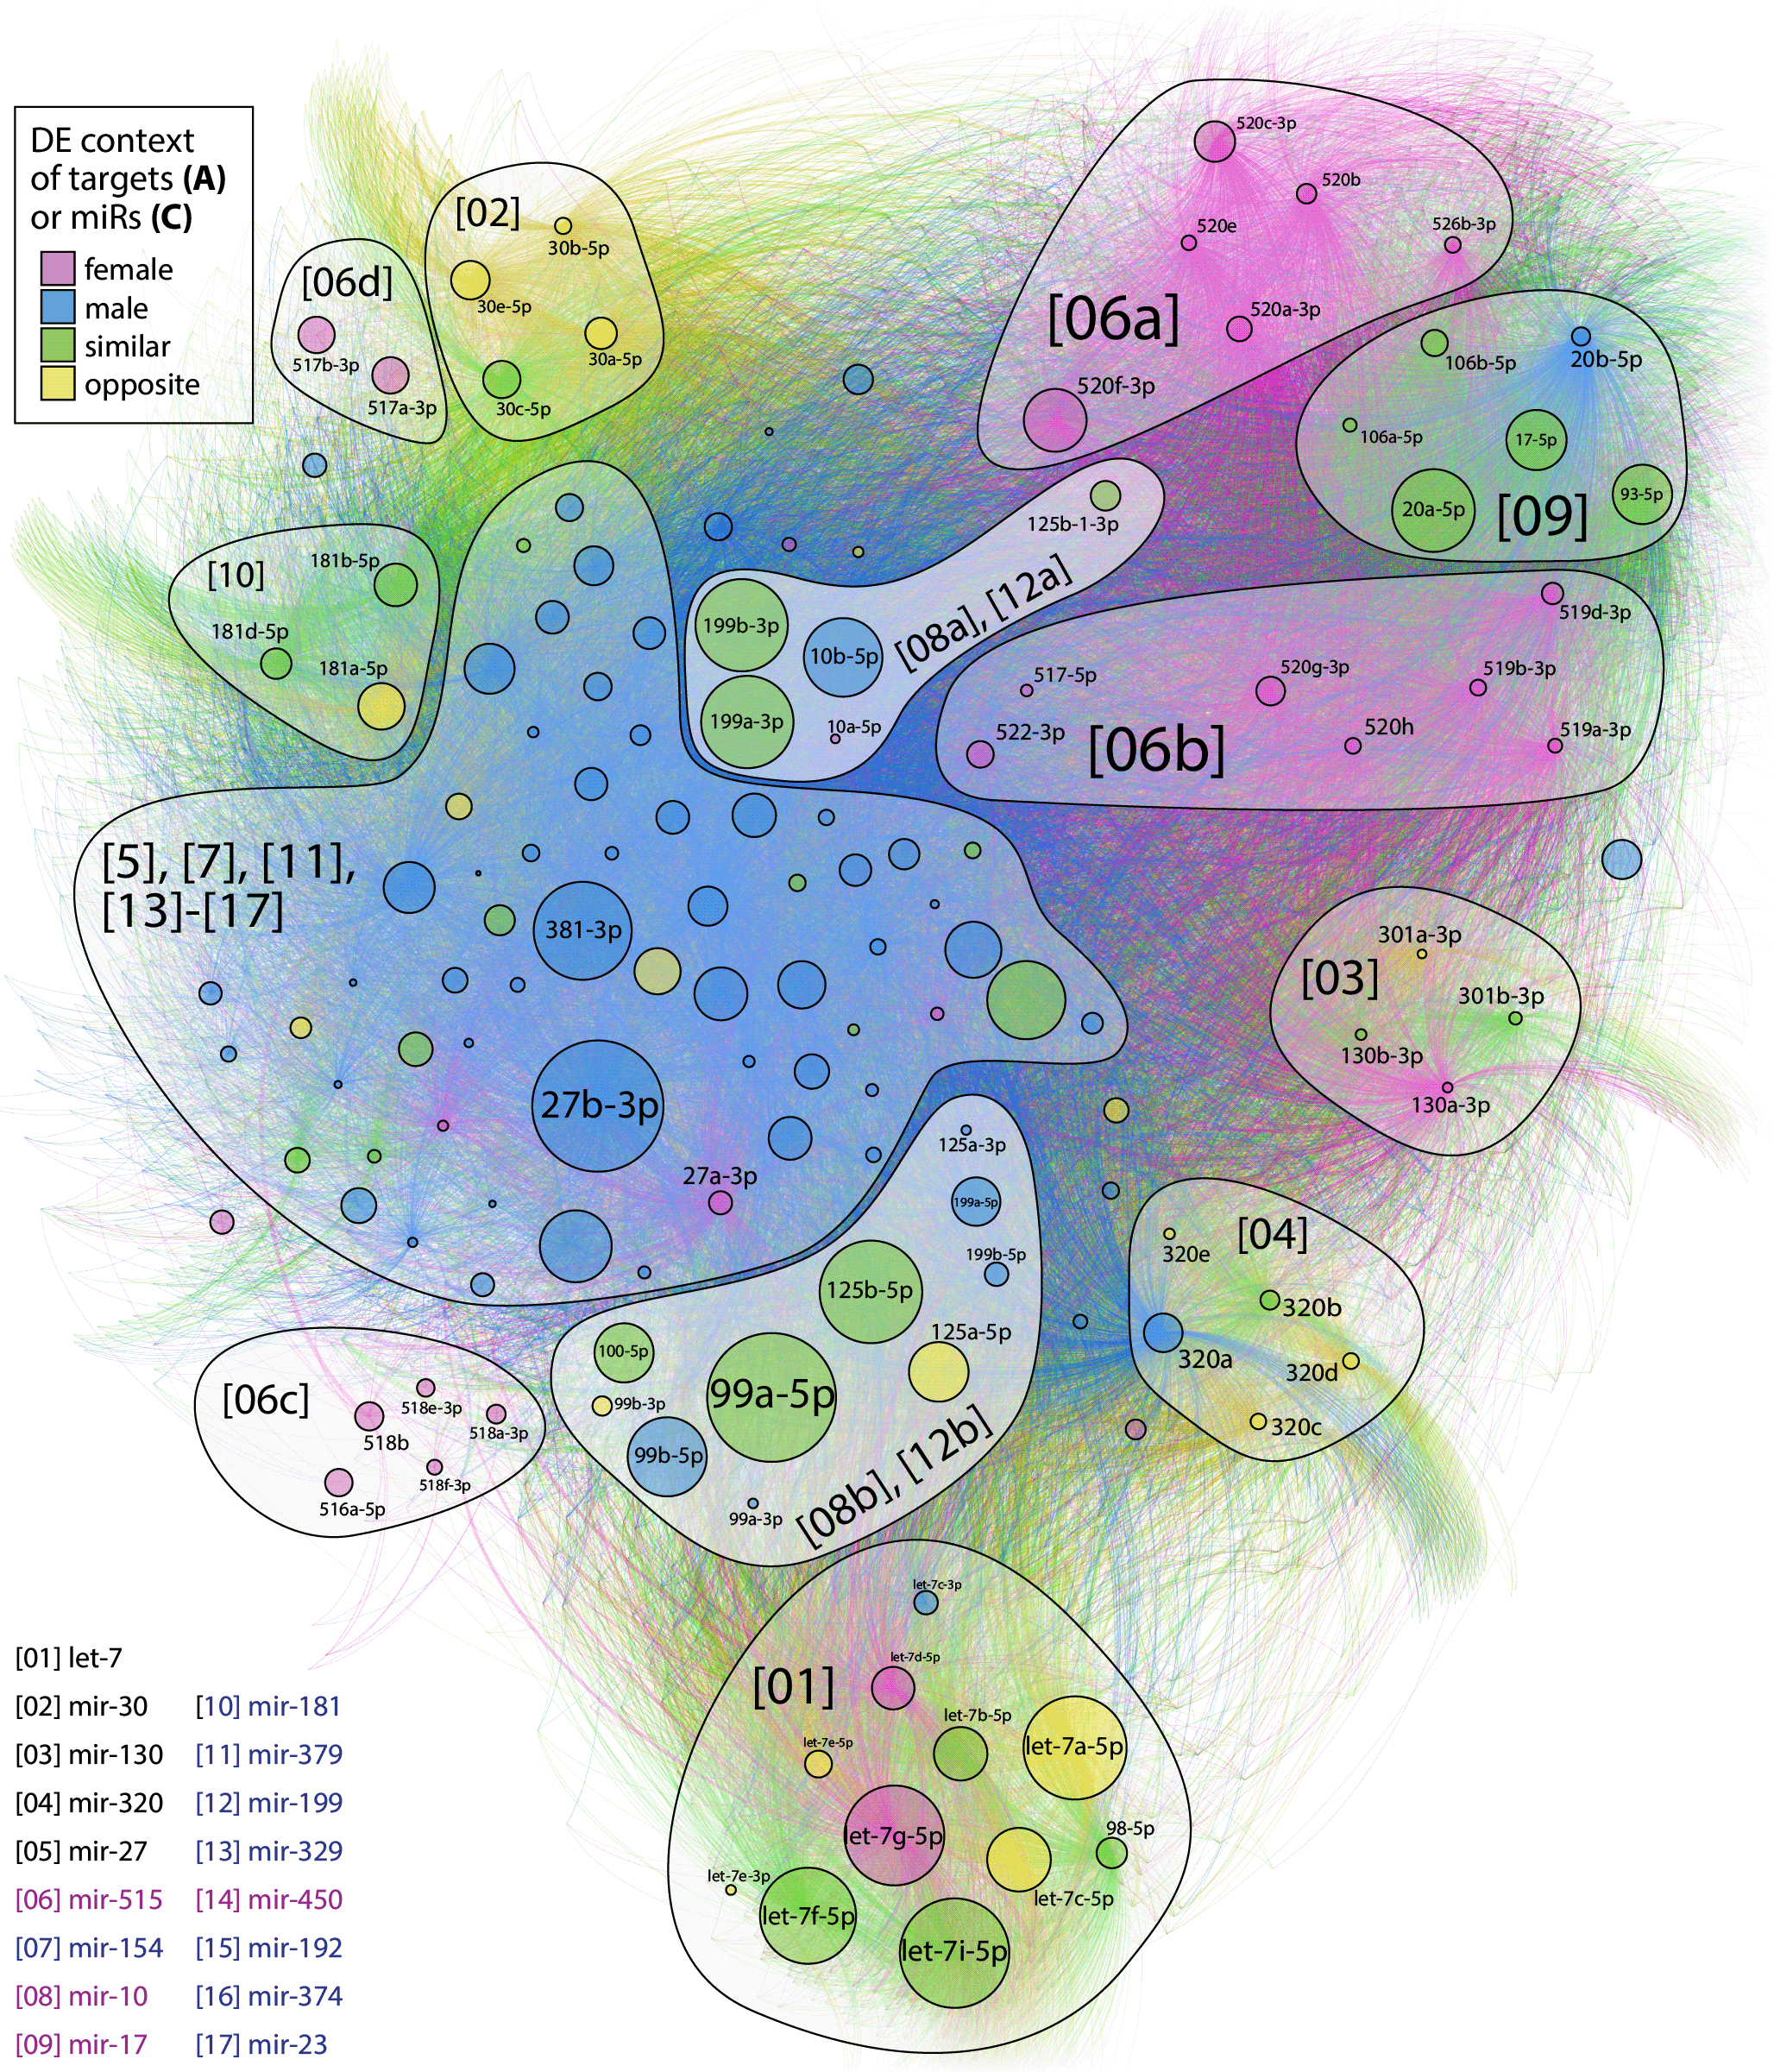 DE context
of targets (A)
or miRs (C)
female
male
similar
opposite
[02]
30b-5p
30e-5p
30a-5p
30c-5p
[06d]
517b-3p
517a-3p
520c-3p
520b
520e
526b-3p
[06a]
520a-3p
520f-3p
106b-5p
20b-5p
106a-5p
17-5p
20a-5p
93-5p
[09]
[10]
181b-5p
181d-5p
181a-5p
125b-1-3p
199b-3p
10b-5p
199a-3p
10a-5p
[08a], [12a]
519d-3p
517-5p
520g-3p
519b-3p
522-3p
520h
519a-3p
[06b]
[5], [7], [11],
[13]-[17]
381-3p
27b-3p
27a-3p
301a-3p
[03]
301b-3p
130b-3p
130a-3p
125a-3p
199a-5p
199b-5p
125b-5p
125a-5p
100-5p
99a-5p
99b-3p
99b-5p
99a-3p
[08b], [12b]
[04]
320e
320b
320a
320d
320c
[06c]
518e-3p
518b
518a-3p
518f-3p
516a-5p
let-7c-3p
let-7d-5p
[01]
let-7b-5p
let-7e-5p
let-7a-5p
let-7g-5p
98-5p
let-7e-3p
let-7c-5p
let-7f-5p
let-7i-5p
[01] let-7
[02] mir-30
[03] mir-130
[04] mir-320
[05] mir-27
[06] mir-515
[07] mir-154
[08] mir-10
[09] mir-17
[10] mir-181
[11] mir-379
[12] mir-199
[13] mir-329
[14] mir-450
[15] mir-192
[16] mir-374
[17] mir-23